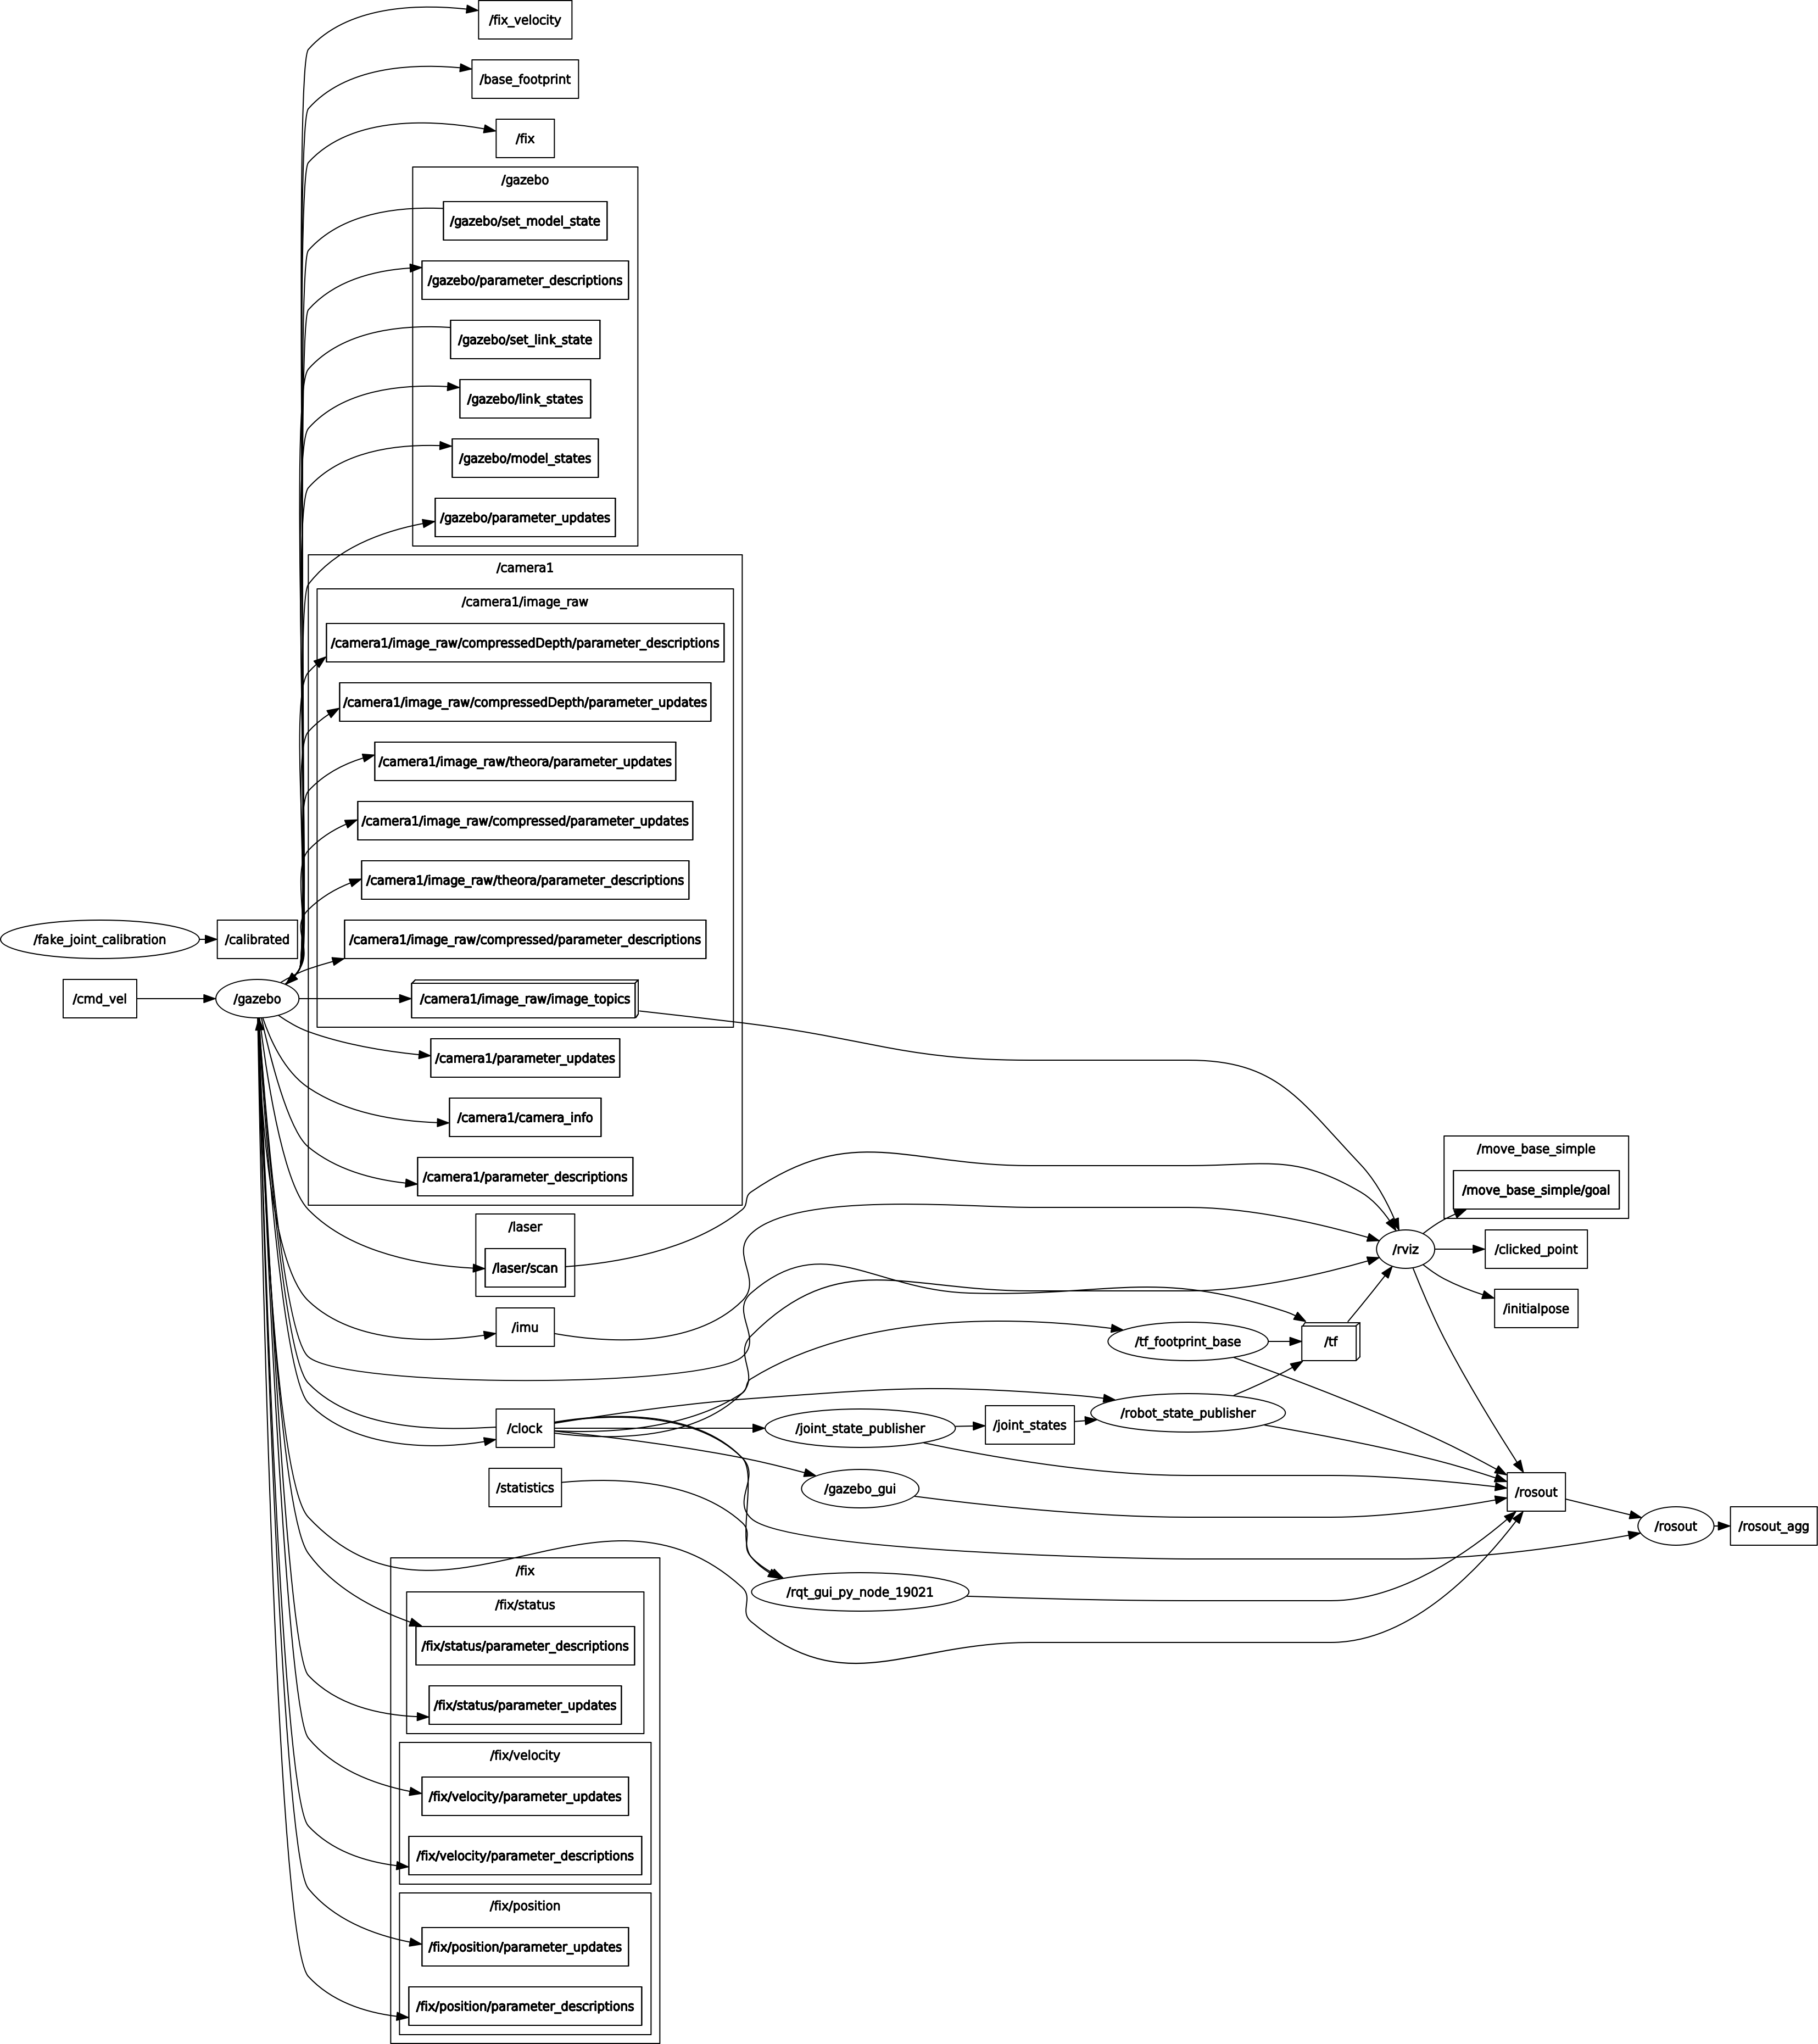 /fix_velocity
/base_footprint
/fix
/gazebo
/gazebo/set_model_state
/gazebo/parameter_descriptions
/gazebo/set_link_state
/gazebo/link_states
/gazebo/model_states
/gazebo/parameter_updates
/camera1
/camera1/image_raw
/camera1/image_raw/compressedDepth/parameter_descriptions
/camera1/image_raw/compressedDepth/parameter_updates
/camera1/image_raw/theora/parameter_updates
/camera1/image_raw/compressed/parameter_updates
/camera1/image_raw/theora/parameter_descriptions
/fake_joint_calibration
/calibrated
/camera1/image_raw/compressed/parameter_descriptions
/cmd_vel
/gazebo
/camera1/image_raw/image_topics
/camera1/parameter_updates
/camera1/camera_info
/camera1/parameter_descriptions
/move_base_simple
/move_base_simple/goal
/laser
/laser/scan
/rviz
/clicked_point
/initialpose
/imu
/tf_footprint_base
/tf
/clock
/joint_state_publisher
/joint_states
/robot_state_publisher
/statistics
/gazebo_gui
/rosout
/rosout
/rosout_agg
/fix
/rqt_gui_py_node_19021
/fix/status
/fix/status/parameter_descriptions
/fix/status/parameter_updates
/fix/velocity
/fix/velocity/parameter_updates
/fix/velocity/parameter_descriptions
/fix/position
/fix/position/parameter_updates
/fix/position/parameter_descriptions